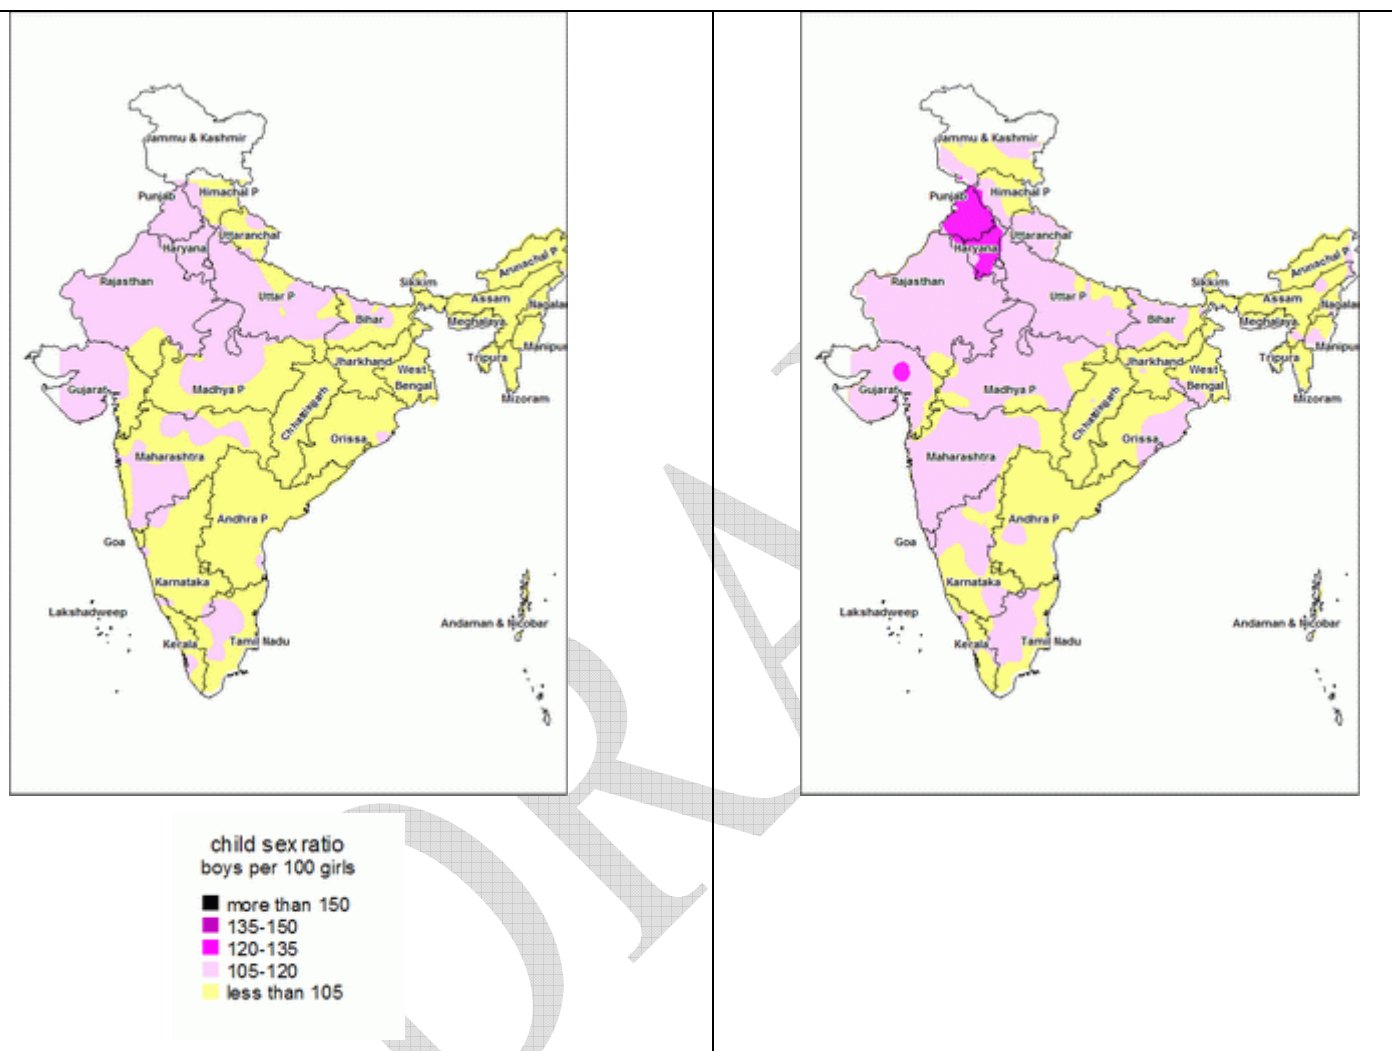 Jammu & Kashmir
Punjab
Himachal P
Uttaranchal
Haryana
Rajasthan
Uttar P
Sikkim
Arunachal P
Assam
Bihar
Meghalaya
Jharkhand
Tripura
Manipur
West
Bengal
Gujarat
Madhya P
Mizoram
Chhattisgarh
Orissa
Maharashtra
Andhra P
Goa
Karnataka
Lakshadweep
Andaman & Nicobar
Kerala
Tamil Nadu
Jammu & Kashmir
Punjab
Himachal P
Uttaranchal
Haryana
Rajasthan
Uttar P
Sikkim
Arunachal P
Assam
Bihar
Meghalaya
Jharkhand
Tripura
Manipur
West
Bengal
Gujarat
Madhya P
Mizoram
Chhattisgarh
Orissa
Maharashtra
Andhra P
Goa
Karnataka
Lakshadweep
Andaman & Nicobar
Kerala
Tamil Nadu
child sex ratio
boys per 100 girls
more than 150
135-150
120-135
105-120
less than 105